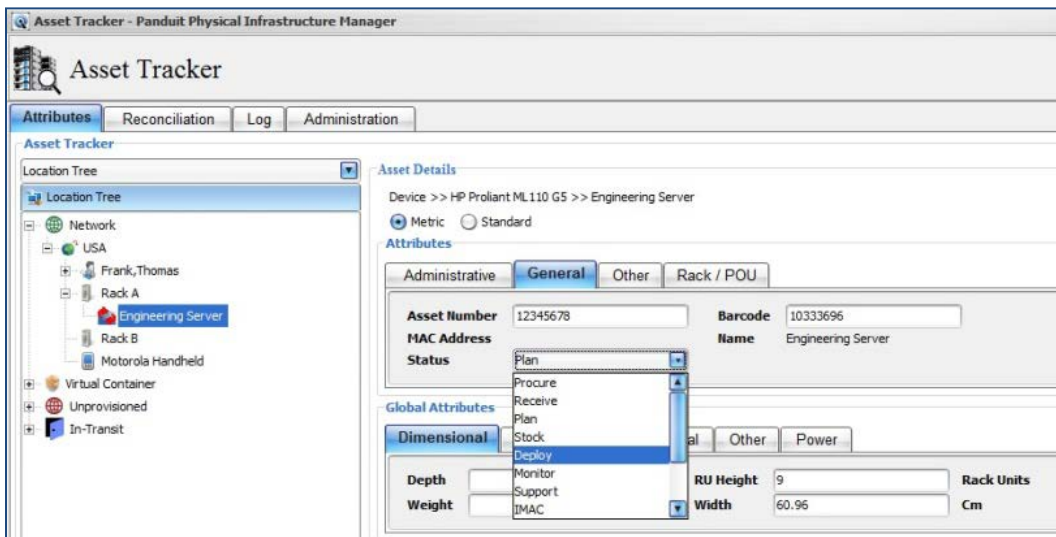 Asset Tracker - Panduit Physical Infrastructure Manager
Asset Tracker
Attributes Reconciliation Log Administration
Asset Tracker
Location Tree
Location Tree
Network
USA
Frank,Thomas
Rack A
Engineering Server
Rack B
Motorola Handheld
Virtual Container
Unprovisioned
In-Transit
Asset Details
Device >> HP Proliant ML110 G5 >> Engineering Server
Metric Standard
Attributes
Administrative General Other Rack / POU
Asset Number 12345678 Barcode 10333696
MAC Address Name Engineering Server
Status Plan
Procure
Receive
Plan
Stock
Deploy
Monitor
Support
IMAC
Global Attributes
Dimensional al Other Power
Depth RU Height 9 Rack Units
Weight Width 60.96 Cm